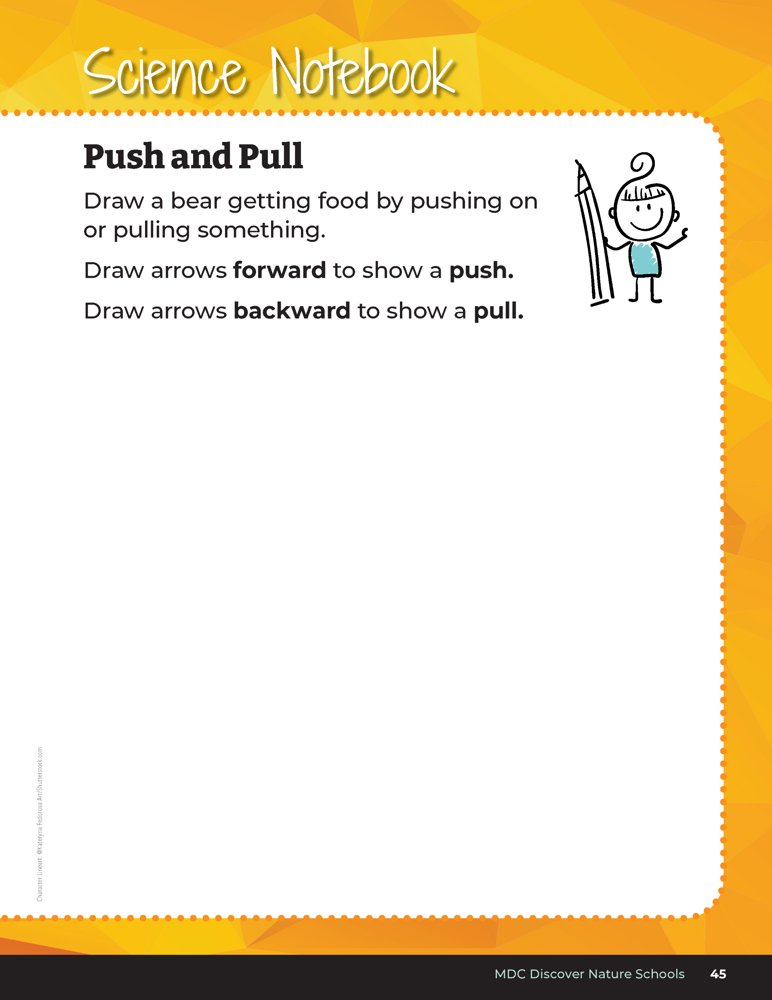 Science Notebook
Push and Pull
Draw a bear getting food by pushing on
or pulling something.
Draw arrows forward to show a push.
Draw arrows backward to show a pull.
Character Lineart: @Kateryna Fedorova Art/Shutterstock.com
MDC Discover Nature Schools 45